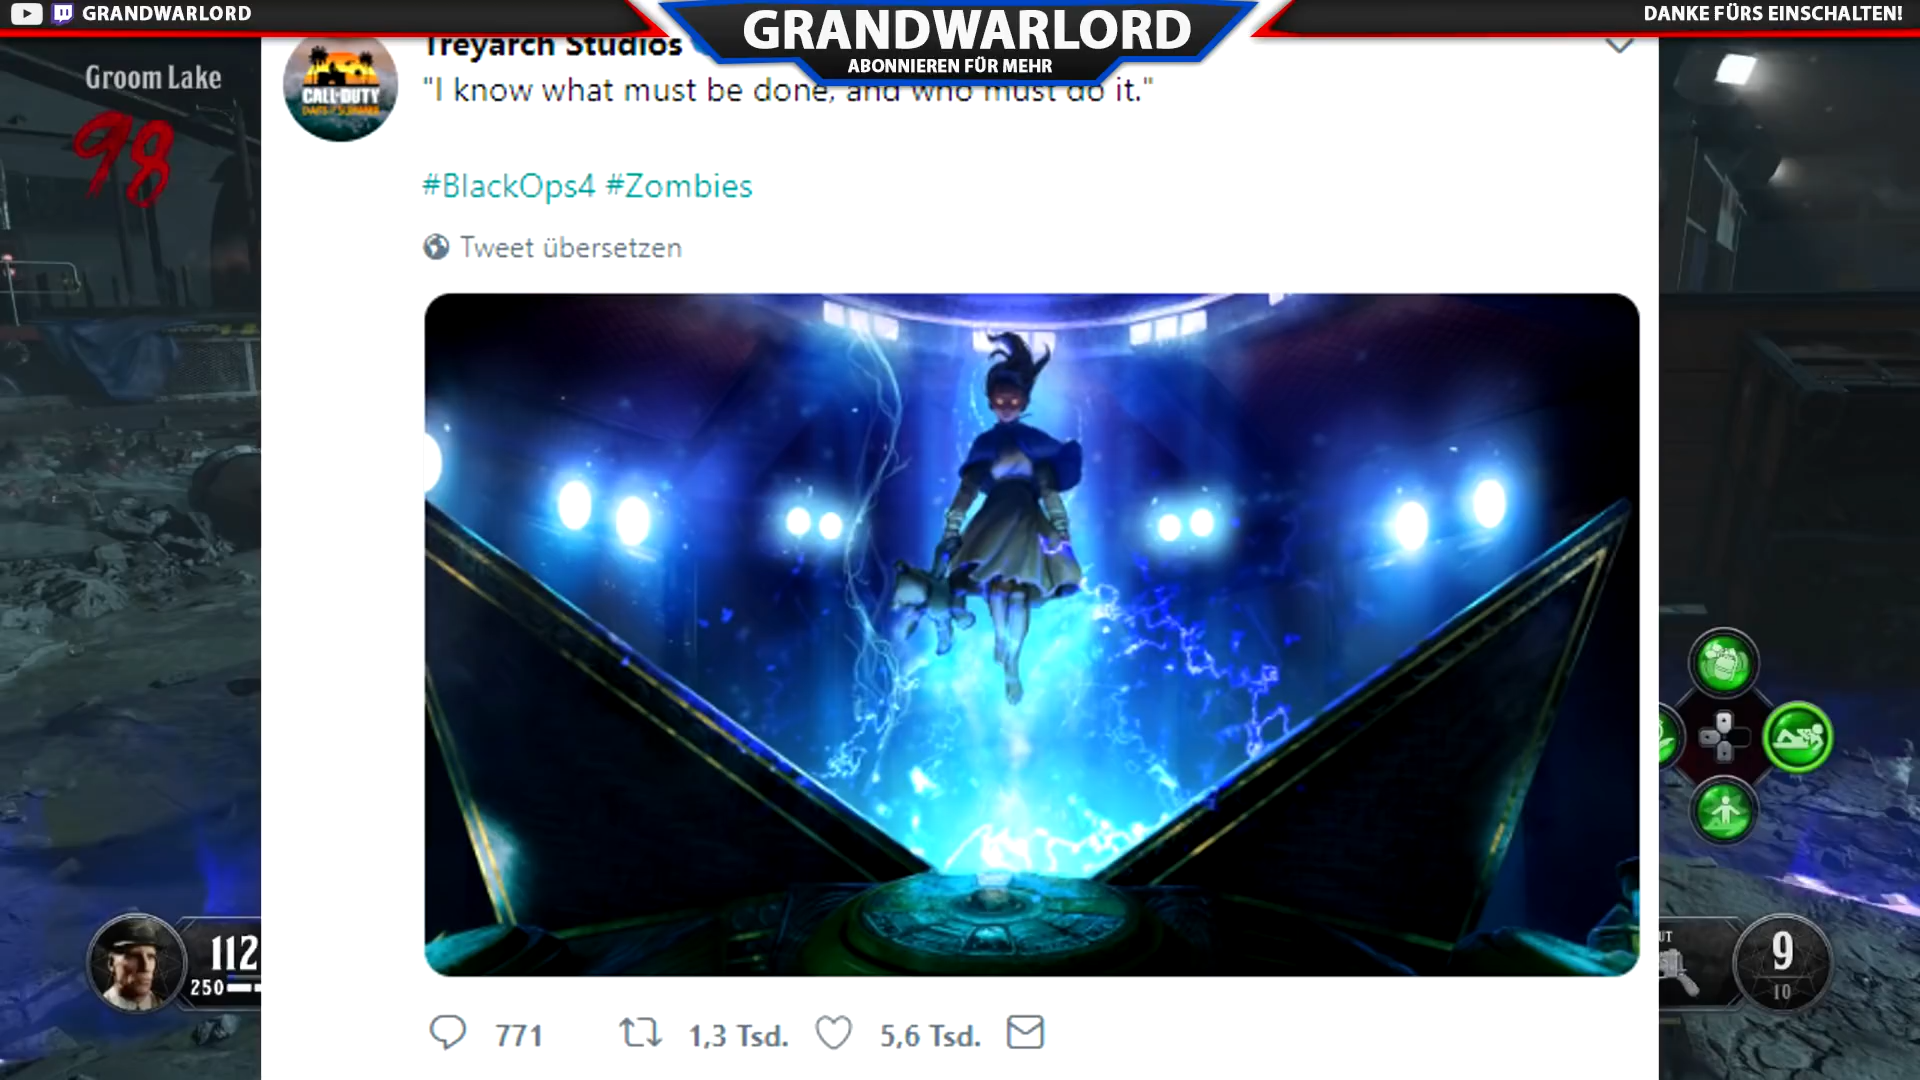 GRANDWARLORD
GRANDWARLORD
ABONNIEREN FÜR MEHR
DANKE FÜRS EINSCHALTEN!
Groom Lake
98
CALL DUTY
Treyarch Studios
"I know what must be done, and who must do it."
#BlackOps4 #Zombies
Tweet übersetzen
112
250
9
10
771
1,3 Tsd.
5,6 Tsd.